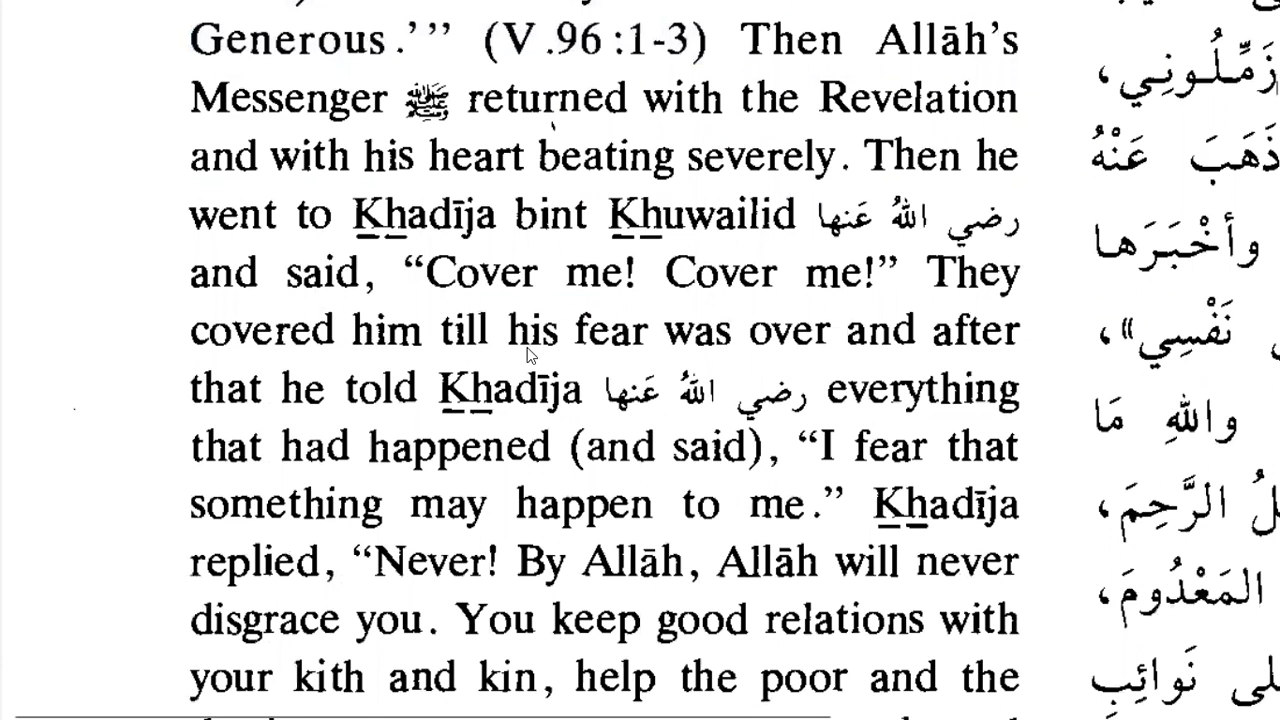 Generous.’” (V.96:1-3) Then Allāh’s
Messenger ﷺ returned with the Revelation
and with his heart beating severely. Then he
went to Khadīja bint Khuwailid رضي اللهُ عَنها
and said, “Cover me! Cover me!” They
covered him till his fear was over and after
that he told Khadīja رضي اللهُ عَنها everything
that had happened (and said), “I fear that
something may happen to me.” Khadīja
replied, “Never! By Allāh, Allāh will never
disgrace you. You keep good relations with
your kith and kin, help the poor and the
زَمِّلُونِي،
ذَهَبَ عَنْهُ
وأَخْبَرَها
نَفْسِي»،
واللهِ مَا
الرَّحِمَ،
المَعْدُومَ،
نَوائِبِ